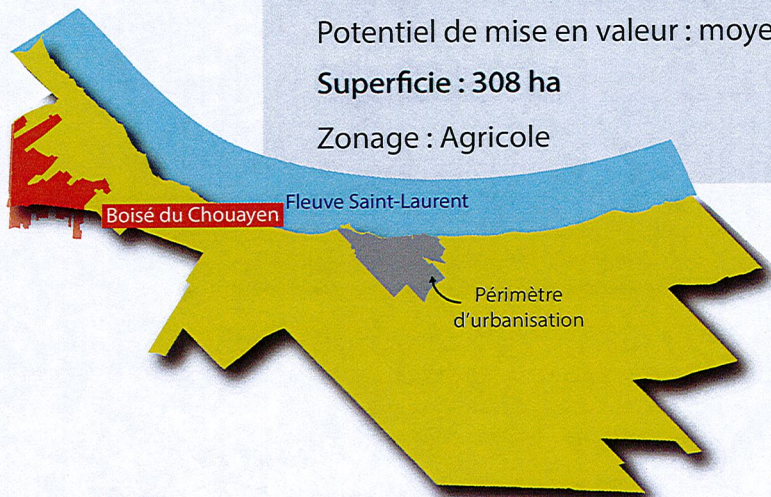 Potentiel de mise en valeur : moye
Superficie : 308 ha
Zonage : Agricole
Boisé du Chouayen
Fleuve Saint-Laurent
Périmètre
d'urbanisation